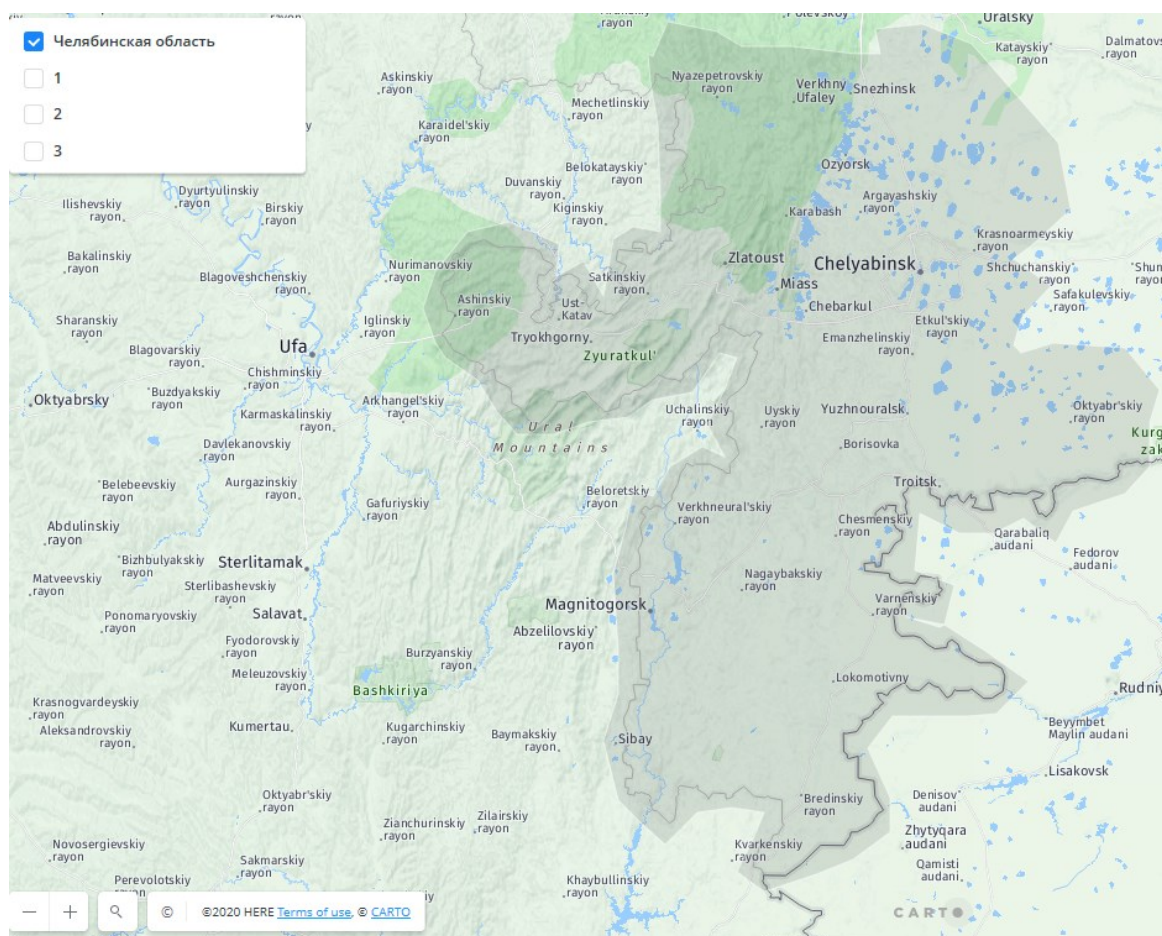 Челябинская область
1
2
3
rayon
Polevskoy
Uralsky
Katayskiy
rayon
Dalmatovs
rayon
Askinskiy
rayon
Nyazepetrovskiy
rayon
Verkhny
Ufaley
Snezhinsk
Mechetlinskiy
rayon
Karaidel'skiy
rayon
Belokatayskiy
rayon
Ozyorsk
Duvanskiy
rayon
Dyurtyulinskiy
rayon
Ilishevskiy
rayon
Birskiy
rayon
Kiginskiy
rayon
Karabash
Argayashskiy
rayon
Krasnoarmeyskiy
rayon
Bakalinskiy
rayon
Blagoveshchenskiy
rayon
Nurimanovskiy
rayon
Satkinskiy
rayon
Zlatoust
Chelyabinsk
Shchuchanskiy
rayon
Miass
Safakulevskiy
rayon
Ashinskiy
rayon
Ust-
Katav
Chebarkul
Sharanskiy
rayon
Iglinskiy
rayon
Tryokhgorny
Etkul'skiy
rayon
Emanzhelinskiy
rayon
Ufa
Zyuratkul'
Blagovarskiy
rayon
Chishminskiy
rayon
Buzdyakskiy
rayon
Oktyabrsky
Karmaskalinskiy
rayon
Arkhangel'skiy
rayon
Uchalinskiy
rayon
Uyskiy
rayon
Yuzhnouralsk
Oktyabr'skiy
rayon
Ural
Mountains
Kurg
zak
Borisovka
Davlekanovskiy
rayon
Belebeevskiy
rayon
Aurgazinskiy
rayon
Gafuriyskiy
rayon
Beloretskiy
rayon
Troitsk
Verkhneural'skiy
rayon
Chesmenskiy
rayon
Abdulinskiy
rayon
Qarabaliq
audani
Fedorov
audani
Bizhbulyakskiy
rayon
Sterlitamak
Matveevskiy
rayon
Sterlibashevskiy
rayon
Nagaybakskiy
rayon
Varnenskiy
rayon
Ponomaryovskiy
rayon
Salavat
Magnitogorsk
Abzelilovskiy
rayon
Fyodorovskiy
rayon
Burzyanskiy
rayon
Meleuzovskiy
rayon
Bashkiriya
Lokomotivny
Rudniy
Krasnogvardeyskiy
rayon
Aleksandrovskiy
rayon
Kumertau
Kugarchinskiy
rayon
Baymakskiy
rayon
Sibay
Beyymbet
Maylin audani
Lisakovsk
Oktyabr'skiy
rayon
Bredinskiy
rayon
Denisov
audani
Zianchurinskiy
rayon
Zilairskiy
rayon
Zhytyqara
audani
Novosergievskiy
rayon
Sakmarskiy
rayon
Kvarkenskiy
rayon
Qamisti
audani
Perevolotskiy
Khaybullinskiy
rayon
©2020 HERE Terms of use, © CARTO
CARTO